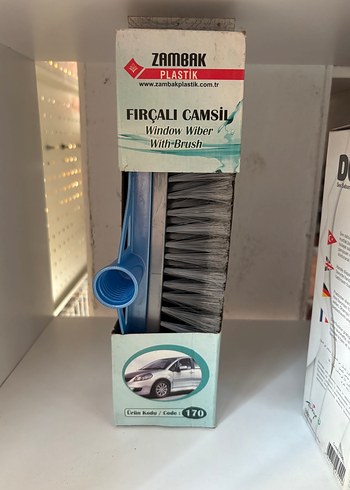 ZAMBAK
PLASTİK
www.zambakplastik.com.tr
FIRÇALI CAMSİL
Window Wiber
With Brush
Ürün Kodu / Code : 170